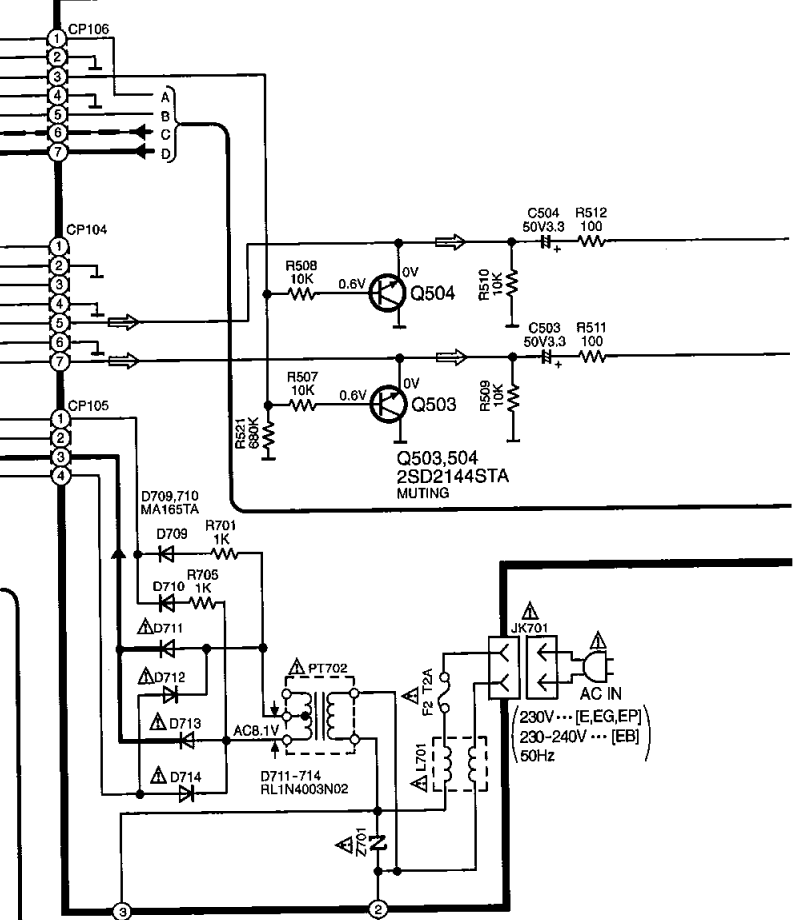 CP106
1
2
3
4
5
6
7
A
B
C
D
CP104
1
2
3
4
5
6
7
C504
50V3.3
+
R512
100
R508
10K
0.6V
0V
Q504
R510
10K
C503
50V3.3
+
R511
100
R507
10K
0.6V
0V
Q503
R509
10K
R521
680K
Q503,504
2SD2144STA
MUTING
CP105
1
2
3
4
D709,710
MA165TA
D709
R701
1K
D710
R705
1K
D711
D712
D713
D714
AC8.1V
PT702
D711-714
RL1N4003N02
F2 T2A
L701
Z701
JK701
AC IN
230V ··· [E,EG,EP]
230-240V ··· [EB]
50Hz
3
2